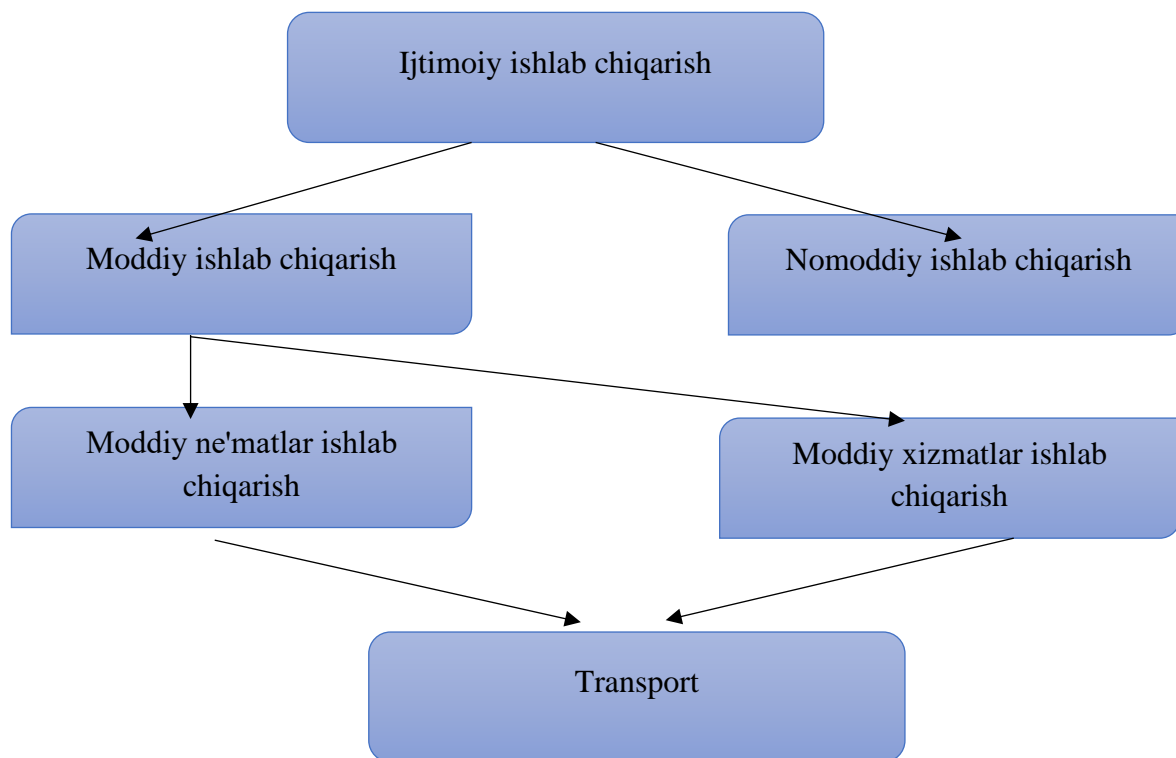 Ijtimoiy ishlab chiqarish
Moddiy ishlab chiqarish
Nomoddiy ishlab chiqarish
Moddiy ne'matlar ishlab
chiqarish
Moddiy xizmatlar ishlab
chiqarish
Transport